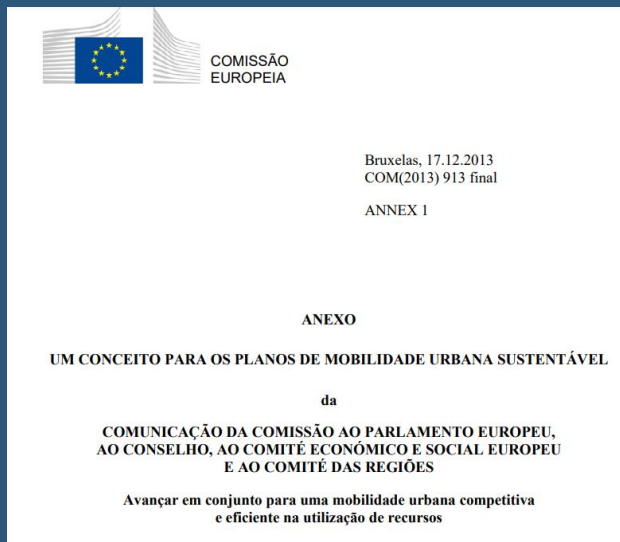 COMISSÃO
EUROPEIA
Bruxelas, 17.12.2013
COM(2013) 913 final
ANNEX 1
ANEXO
UM CONCEITO PARA OS PLANOS DE MOBILIDADE URBANA SUSTENTÁVEL
da
COMUNICAÇÃO DA COMISSÃO AO PARLAMENTO EUROPEU,
AO CONSELHO, AO COMITÉ ECONÓMICO E SOCIAL EUROPEU
E AO COMITÉ DAS REGIÕES
Avançar em conjunto para uma mobilidade urbana competitiva
e eficiente na utilização de recursos